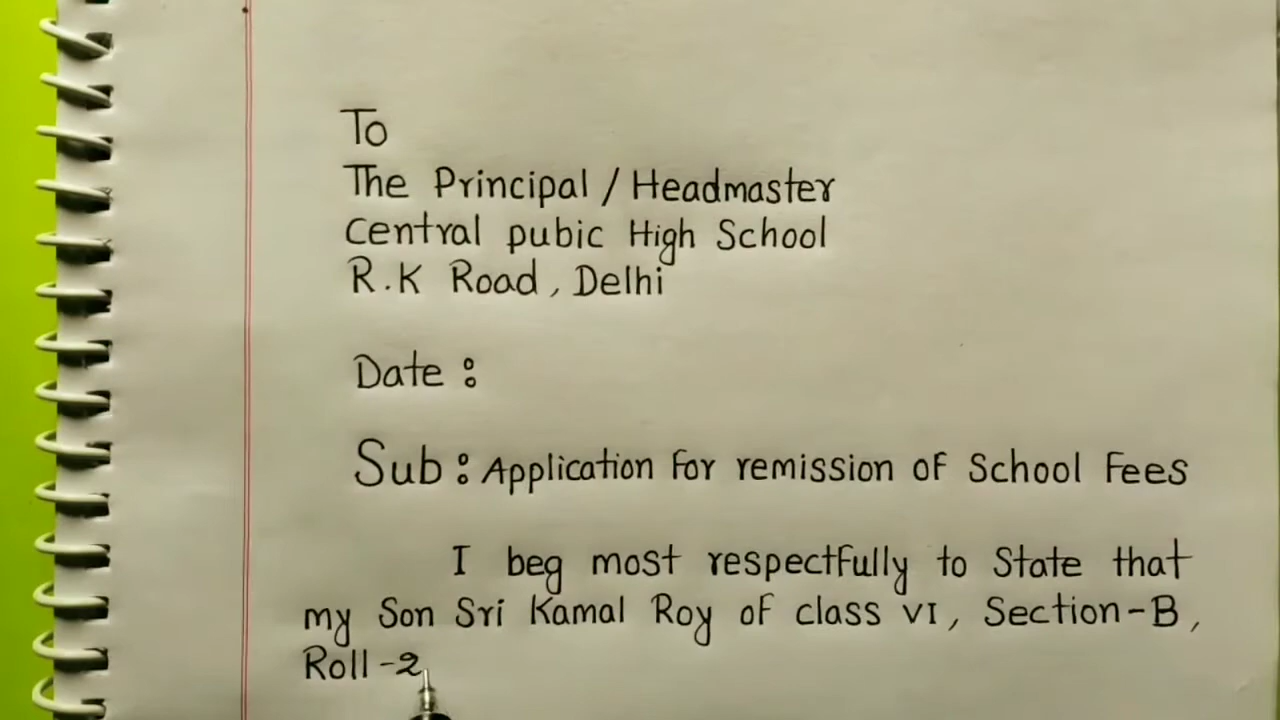 To
The Principal / Headmaster
Central pubic High School
R.K Road, Delhi
Date :
Sub : Application For remission of School Fees
I beg most respectfully to State that
my Son Sri Kamal Roy of class VI, Section-B,
Roll-2